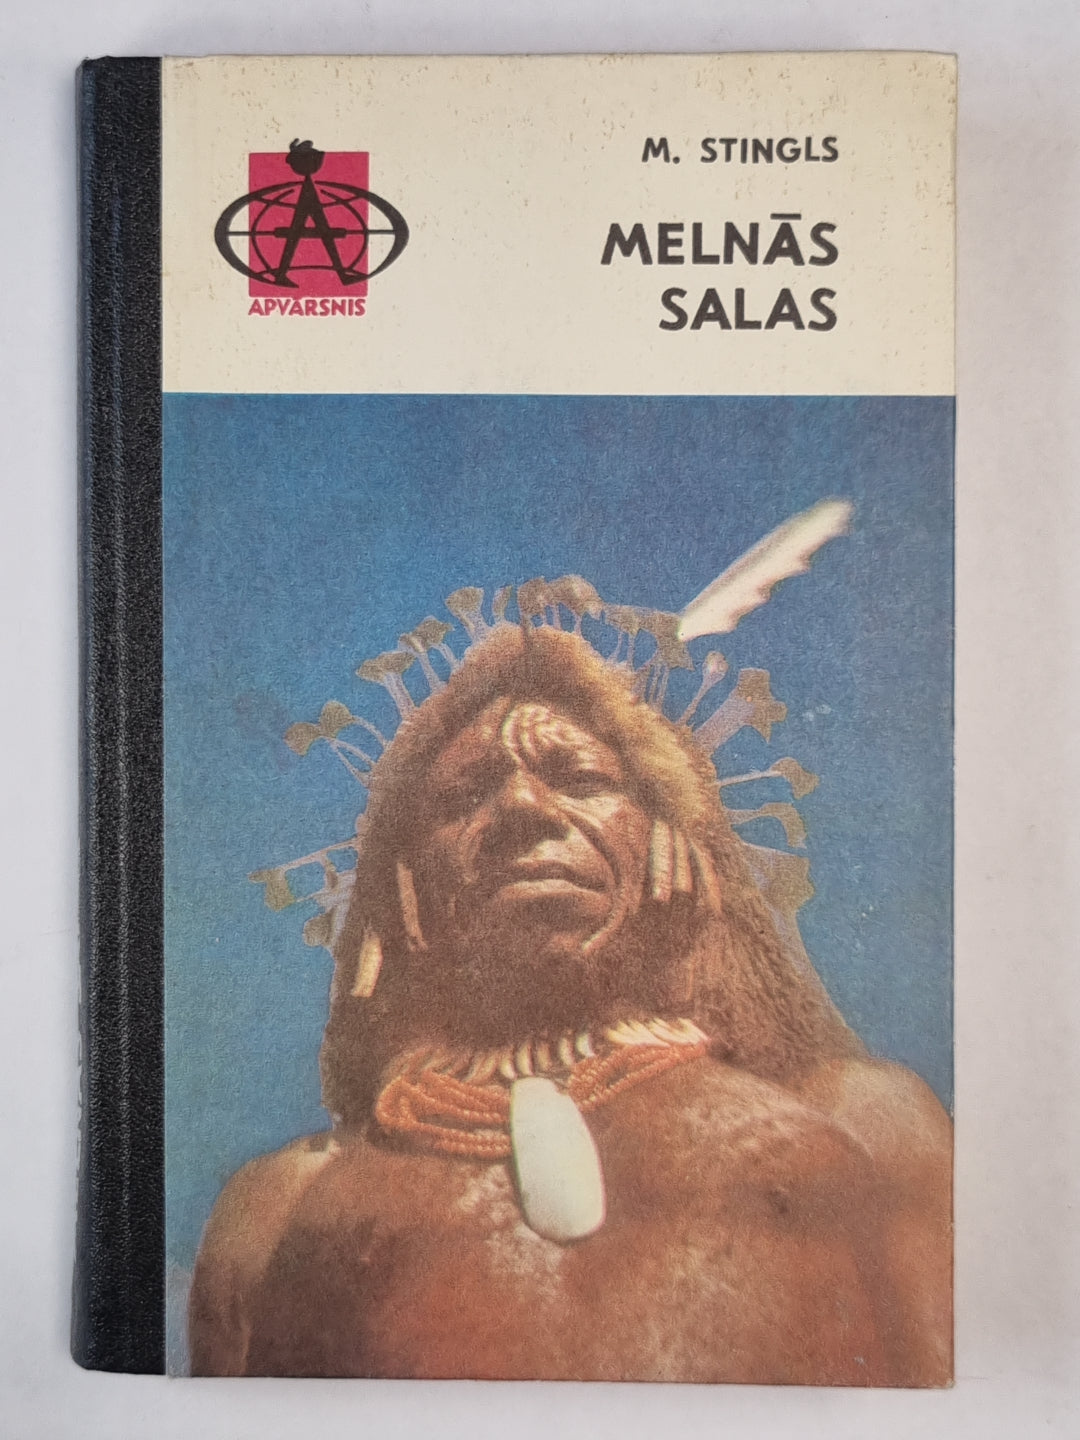 M. STINGLS
MELNĀS
SALAS
APVĀRSNIS